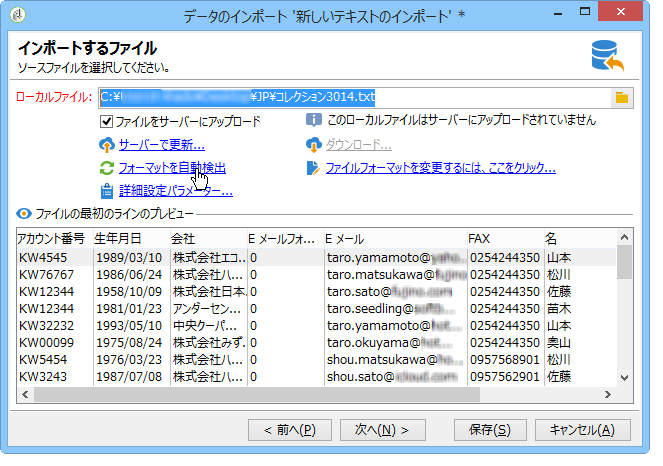 データのインポート '新しいテキストのインポート' *
インポートするファイル
ソースファイルを選択してください。
ローカルファイル: C:¥ ¥JP¥コレクション3014.txt
ファイルをサーバーにアップロード このローカルファイルはサーバーにアップロードされていません
サーバーで更新... ダウンロード...
フォーマットを自動検出 ファイルフォーマットを変更するには、ここをクリック...
詳細設定パラメーター...
ファイルの最初のラインのプレビュー
アカウント番号 生年月日 会社 E メールフォ... E メール FAX 名
KW4545 1989/03/10 株式会社エコ... 0 taro.yamamoto@ 0254244350 山本
KW76767 1986/06/24 株式会社ハ... 0 taro.matsukawa@ 0254244350 松川
KW12344 1958/10/09 株式会社日本... 0 taro.sato@ 0254244350 佐藤
KW12344 1981/01/23 アンダーセン... 0 taro.seedling@ 0254244350 苗木
KW32232 1993/05/10 中央クーパ... 0 taro.yamamoto@ 0254244350 山本
KW00099 1975/08/24 株式会社みず... 0 taro.okuyama@ 0254244350 奥山
KW5454 1976/03/23 株式会社ハ... 0 shou.matsukawa@ 0957568901 松川
KW3243 1987/07/08 株式会社ハ... 0 shou.sato@ 0957562901 佐藤
< 前へ(P) 次へ(N) > 保存(S) キャンセル(A)